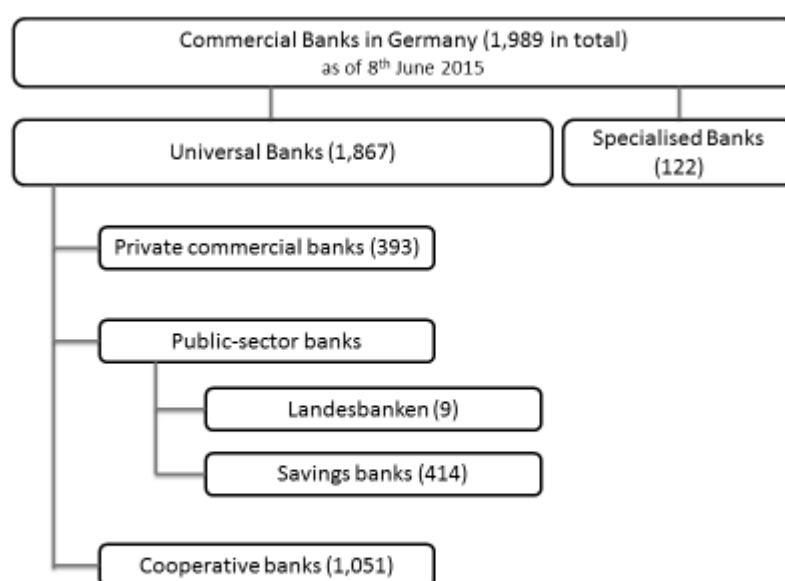 Commercial Banks in Germany (1,989 in total)
as of 8th June 2015
Universal Banks (1,867)
Specialised Banks
(122)
Private commercial banks (393)
Public-sector banks
Landesbanken (9)
Savings banks (414)
Cooperative banks (1,051)